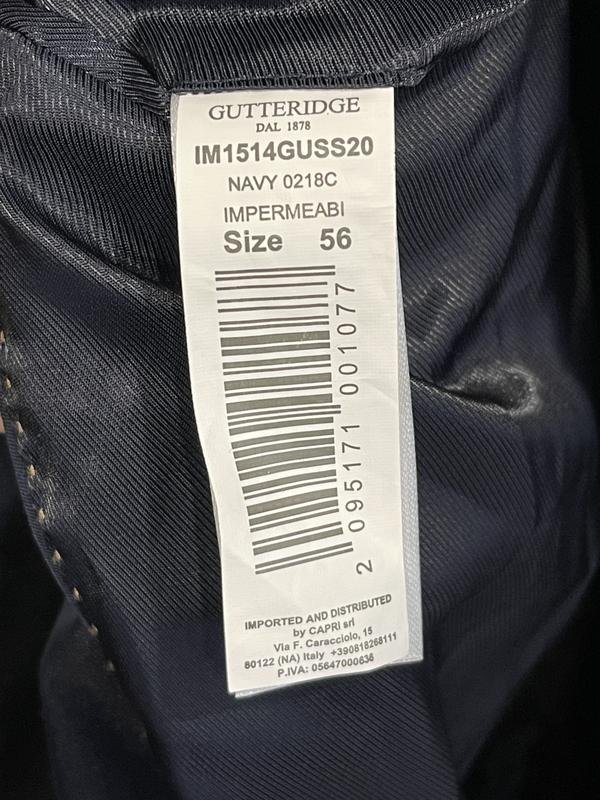 GUTTERIDGE
DAL 1878
IM1514GUSS20
NAVY 0218C
IMPERMEABI
Size 56
2 095171 001077
IMPORTED AND DISTRIBUTED
by CAPRI srl
Via F. Caracciolo, 15
80122 (NA) Italy +390818268111
P.IVA: 05647000636